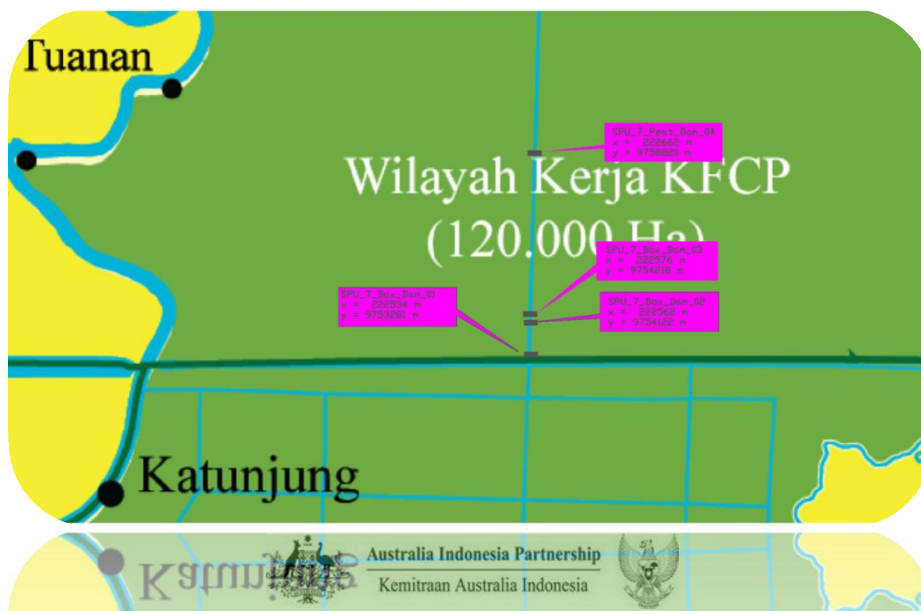 Tuanan
SPU_7_Peat_Dam_04
x = 222662 m
y = 9758820 m
Wilayah Kerja KFCP
(120.000 Ha)
SPU_7_Box_Dam_03
x = 222576 m
y = 9754218 m
SPU_7_Box_Dam_01
x = 222534 m
y = 9753281 m
SPU_7_Box_Dam_02
x = 222562 m
y = 9754122 m
Katunjung
Australia Indonesia Partnership
Kemitraan Australia Indonesia